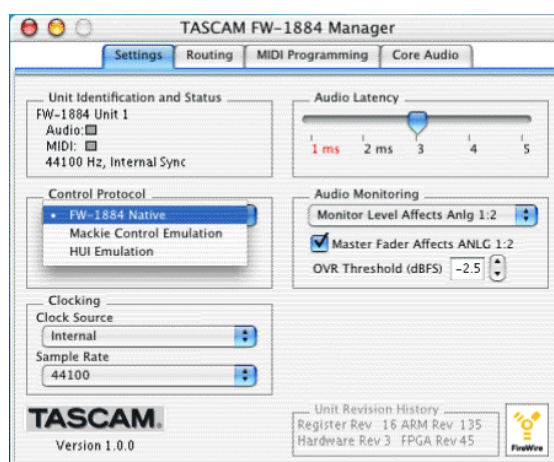 TASCAM FW-1884 Manager
Settings
Routing
MIDI Programming
Core Audio
Unit Identification and Status
FW-1884 Unit 1
Audio:
MIDI:
44100 Hz, Internal Sync
Audio Latency
1 ms 2 ms 3 4 5
Control Protocol
• FW-1884 Native
Mackie Control Emulation
HUI Emulation
Audio Monitoring
Monitor Level Affects Anlg 1:2
Master Fader Affects ANLG 1:2
OVR Threshold (dBFS) -2.5
Clocking
Clock Source
Internal
Sample Rate
44100
TASCAM.
Version 1.0.0
Unit Revision History
Register Rev 16 ARM Rev 135
Hardware Rev 3 FPGA Rev 45
FireWire